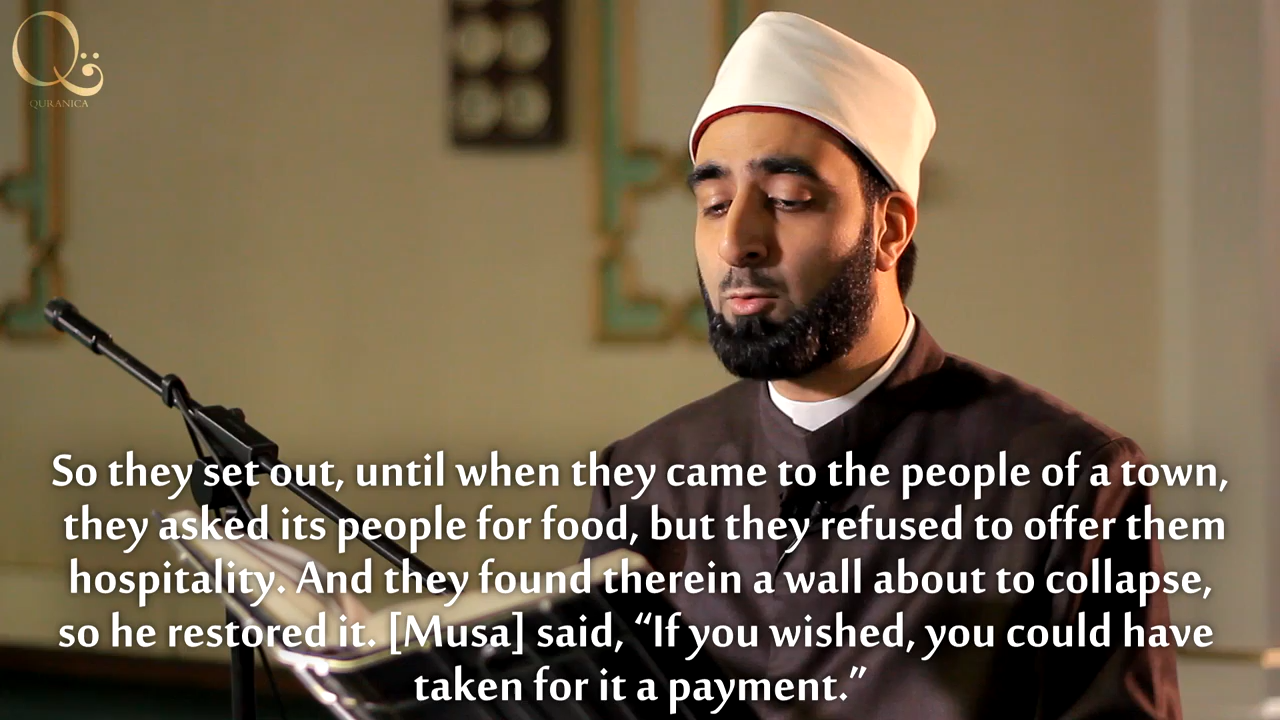 QURANICA
So they set out, until when they came to the people of a town,
they asked its people for food, but they refused to offer them
hospitality. And they found therein a wall about to collapse,
so he restored it. [Musa] said, “If you wished, you could have
taken for it a payment.”